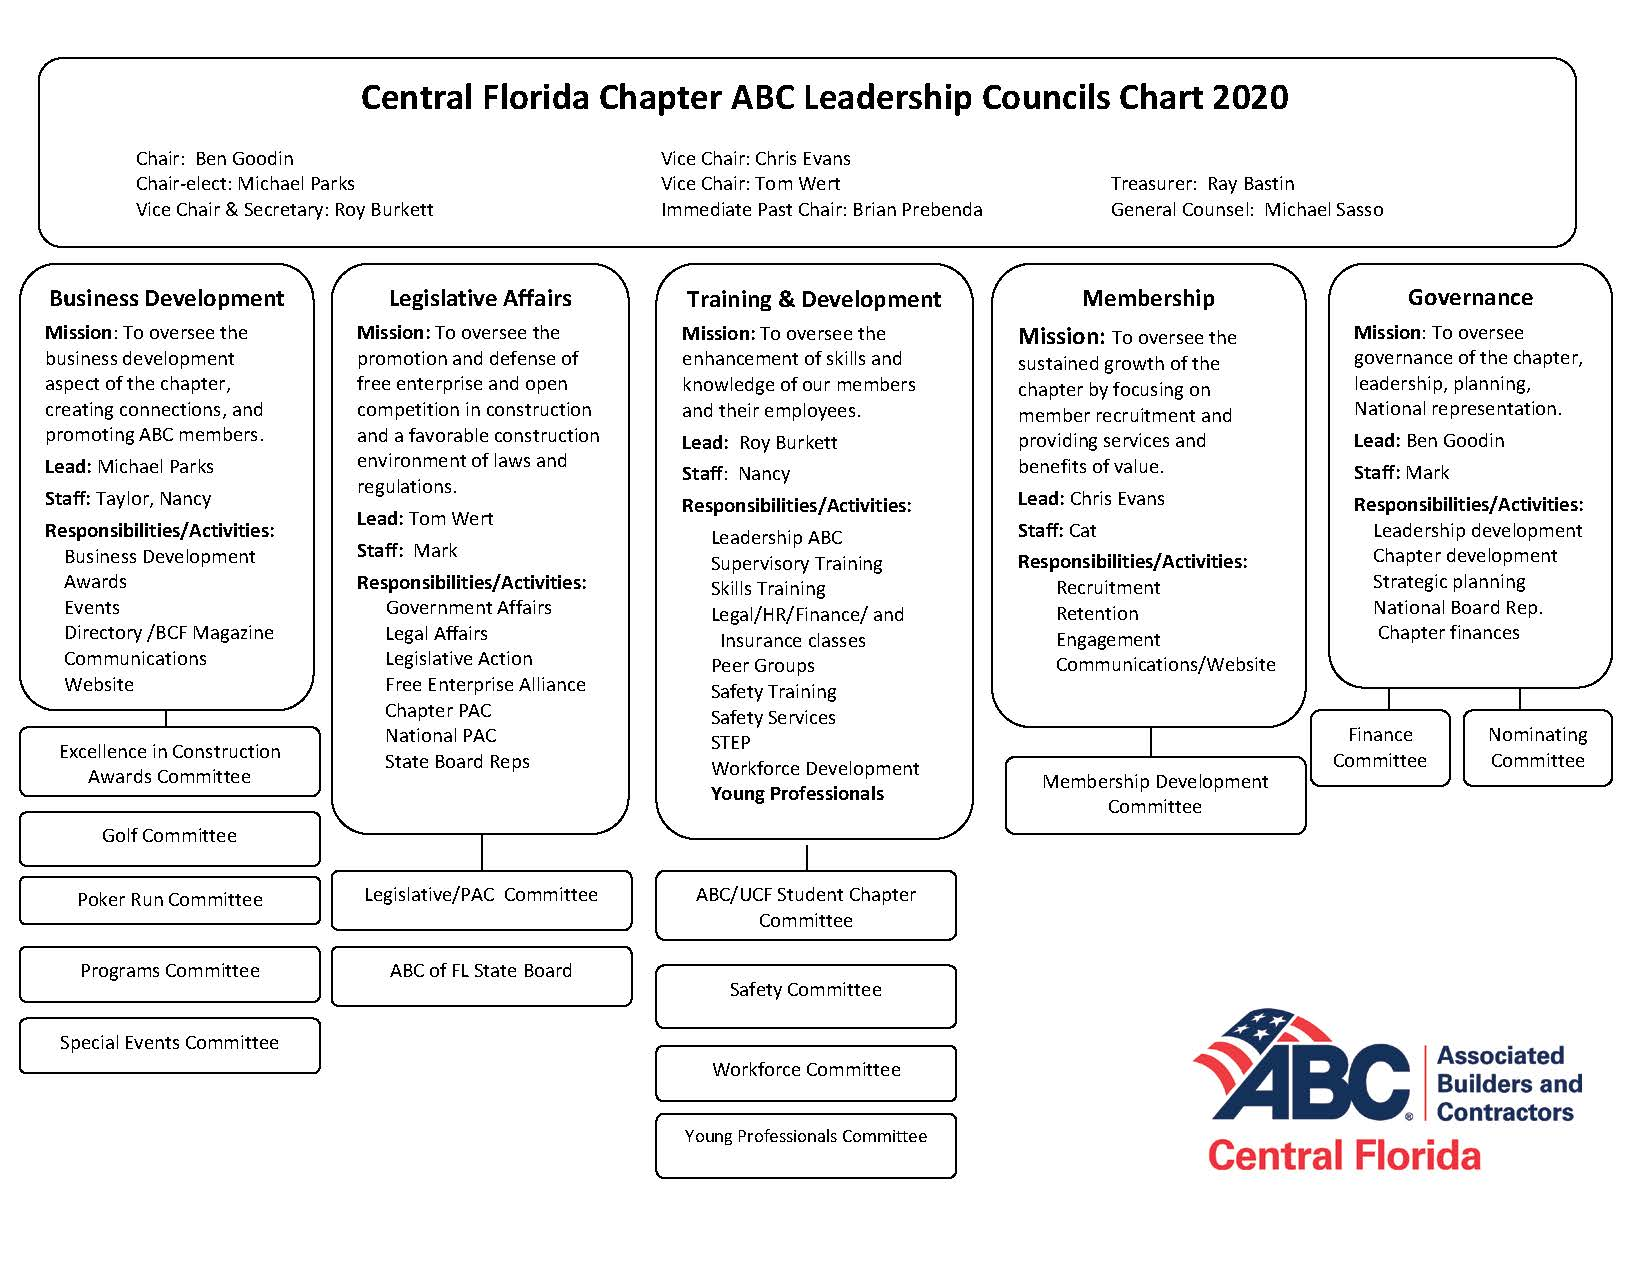 Central Florida Chapter ABC Leadership Councils Chart 2020
Chair:  Ben Goodin
Chair-elect: Michael Parks
Vice Chair & Secretary: Roy Burkett
Vice Chair: Chris Evans
Vice Chair: Tom Wert
Immediate Past Chair: Brian Prebenda
Treasurer:  Ray Bastin
General Counsel:  Michael Sasso
Business Development
Mission: To oversee the
business development
aspect of the chapter,
creating connections, and
promoting ABC members.
Lead: Michael Parks
Staff: Taylor, Nancy
Responsibilities/Activities:
Business Development
Awards
Events
Directory /BCF Magazine
Communications
Website
Excellence in Construction
Awards Committee
Golf Committee
Poker Run Committee
Programs Committee
Special Events Committee
Legislative Affairs
Mission: To oversee the
promotion and defense of
free enterprise and open
competition in construction
and a favorable construction
environment of laws and
regulations.
Lead: Tom Wert
Staff:  Mark
Responsibilities/Activities:
Government Affairs
Legal Affairs
Legislative Action
Free Enterprise Alliance
Chapter PAC
National PAC
State Board Reps
Legislative/PAC  Committee
ABC of FL State Board
Training & Development
Mission: To oversee the
enhancement of skills and
knowledge of our members
and their employees.
Lead:  Roy Burkett
Staff:  Nancy
Responsibilities/Activities:
Leadership ABC
Supervisory Training
Skills Training
Legal/HR/Finance/ and
Insurance classes
Peer Groups
Safety Training
Safety Services
STEP
Workforce Development
Young Professionals
ABC/UCF Student Chapter
Committee
Safety Committee
Workforce Committee
Young Professionals Committee
Membership
Mission: To oversee the
sustained growth of the
chapter by focusing on
member recruitment and
providing services and
benefits of value.
Lead: Chris Evans
Staff: Cat
Responsibilities/Activities:
Recruitment
Retention
Engagement
Communications/Website
Membership Development
Committee
Governance
Mission: To oversee
governance of the chapter,
leadership, planning,
National representation.
Lead: Ben Goodin
Staff: Mark
Responsibilities/Activities:
Leadership development
Chapter development
Strategic planning
National Board Rep.
Chapter finances
Finance
Committee
Nominating
Committee
ABC®
Associated
Builders and
Contractors
Central Florida